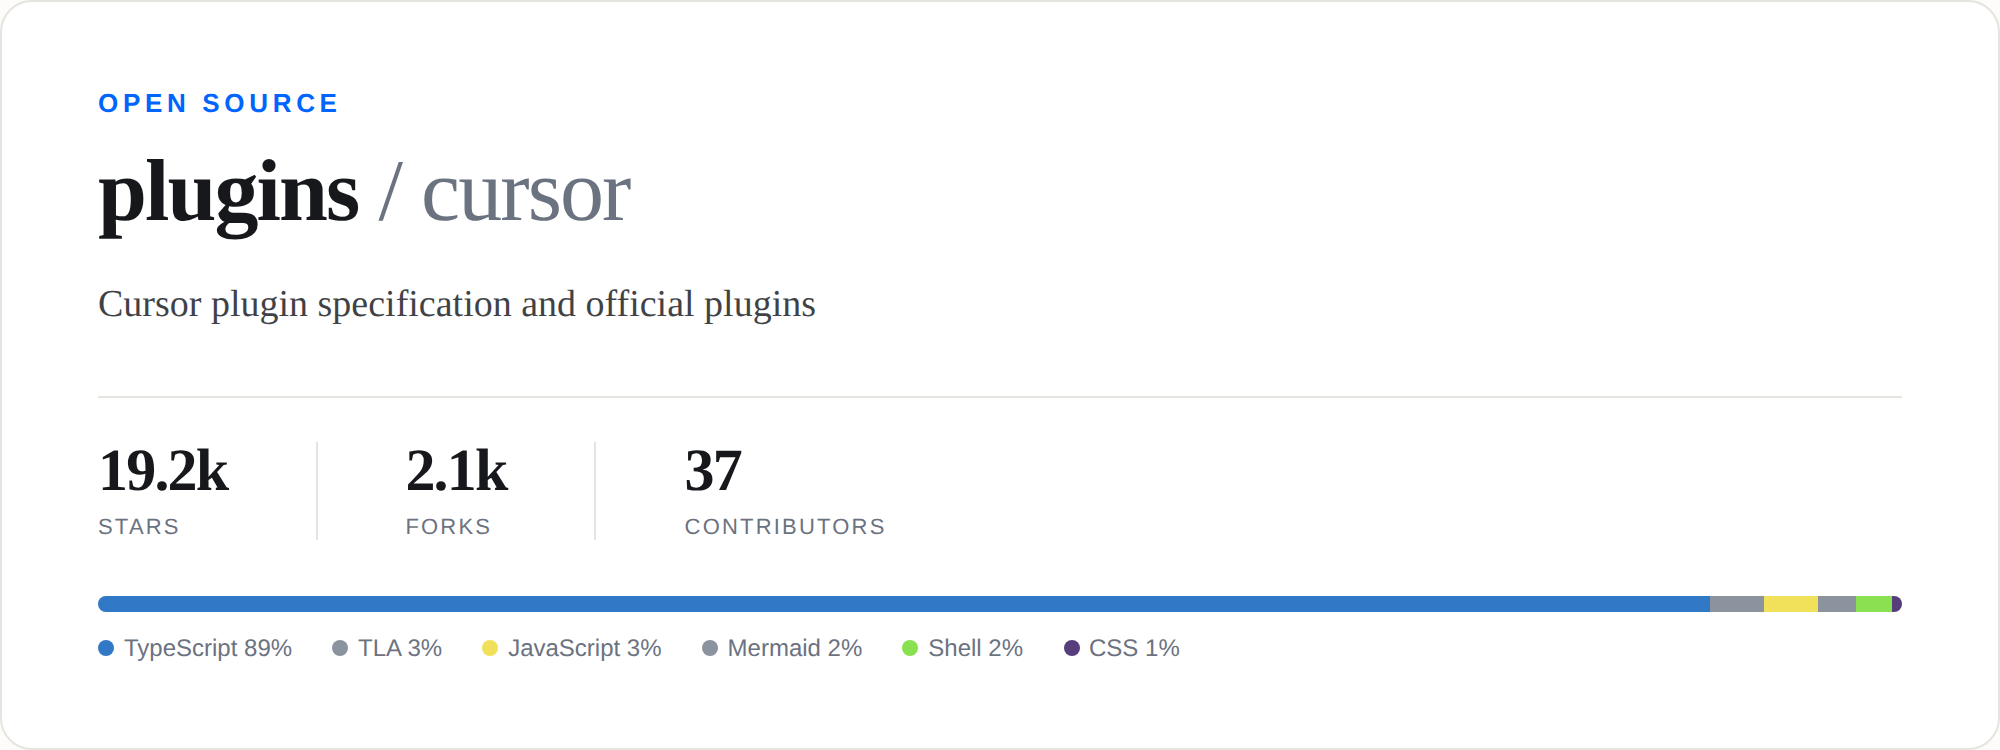 OPEN SOURCE
plugins / cursor
Cursor plugin specification and official plugins
19.2k 2.1k 37
STARS FORKS CONTRIBUTORS
TypeScript 89% TLA 3% JavaScript 3% Mermaid 2% Shell 2% CSS 1%